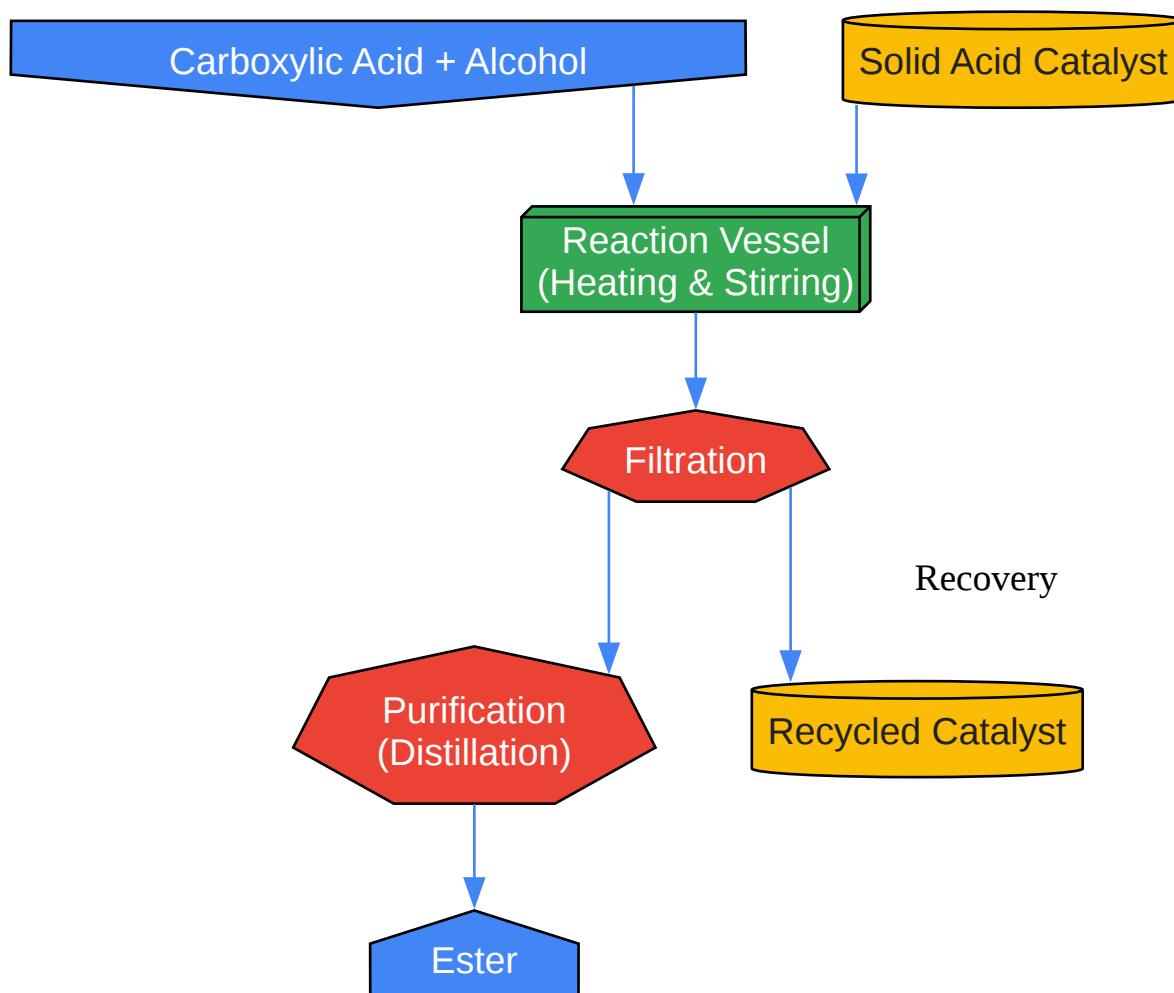 Carboxylic Acid + Alcohol
Solid Acid Catalyst
Reaction Vessel
(Heating & Stirring)
Filtration
Recovery
Purification
(Distillation)
Recycled Catalyst
Ester